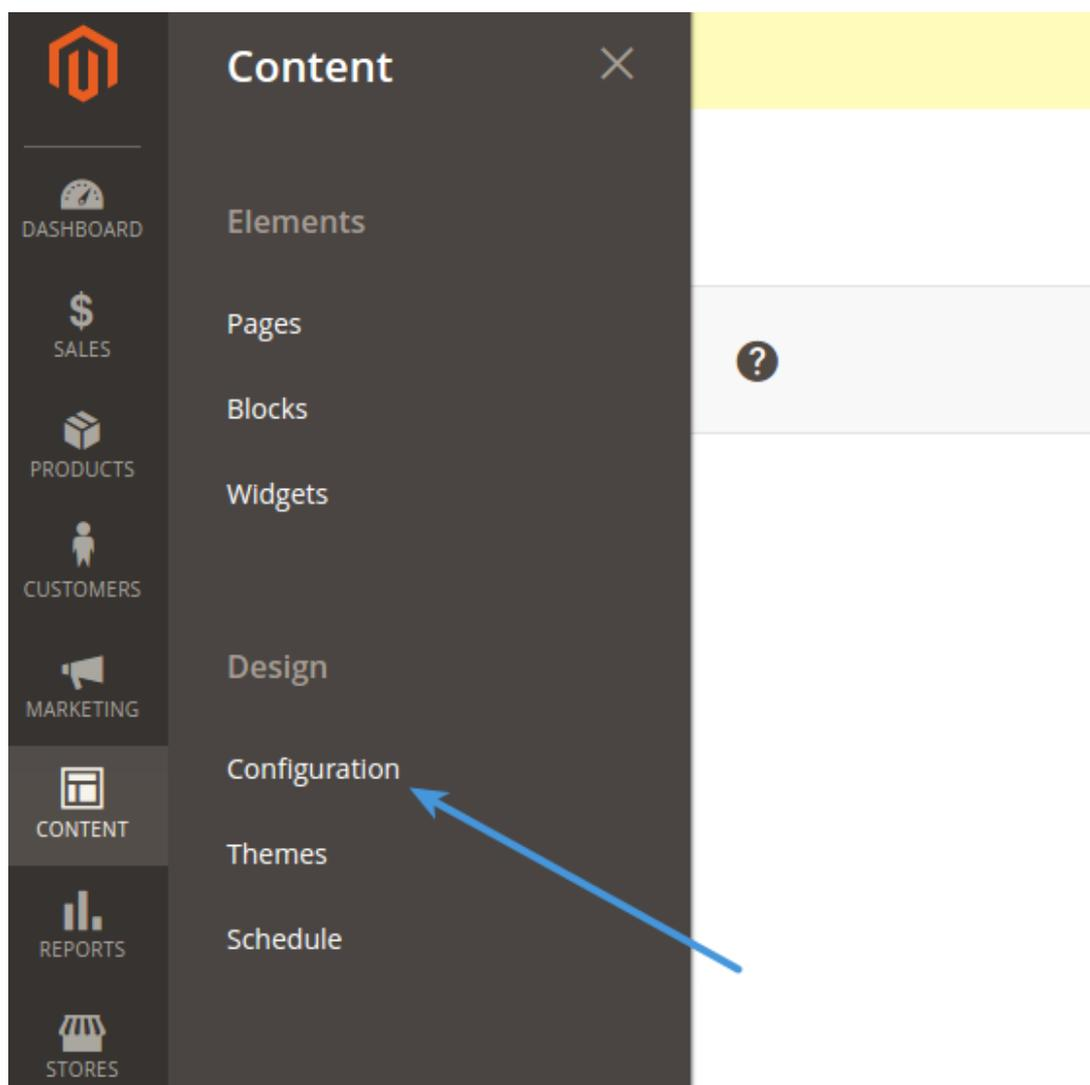 DASHBOARD
SALES
PRODUCTS
CUSTOMERS
MARKETING
CONTENT
REPORTS
STORES
Content
Elements
Pages
Blocks
Widgets
Design
Configuration
Themes
Schedule
?